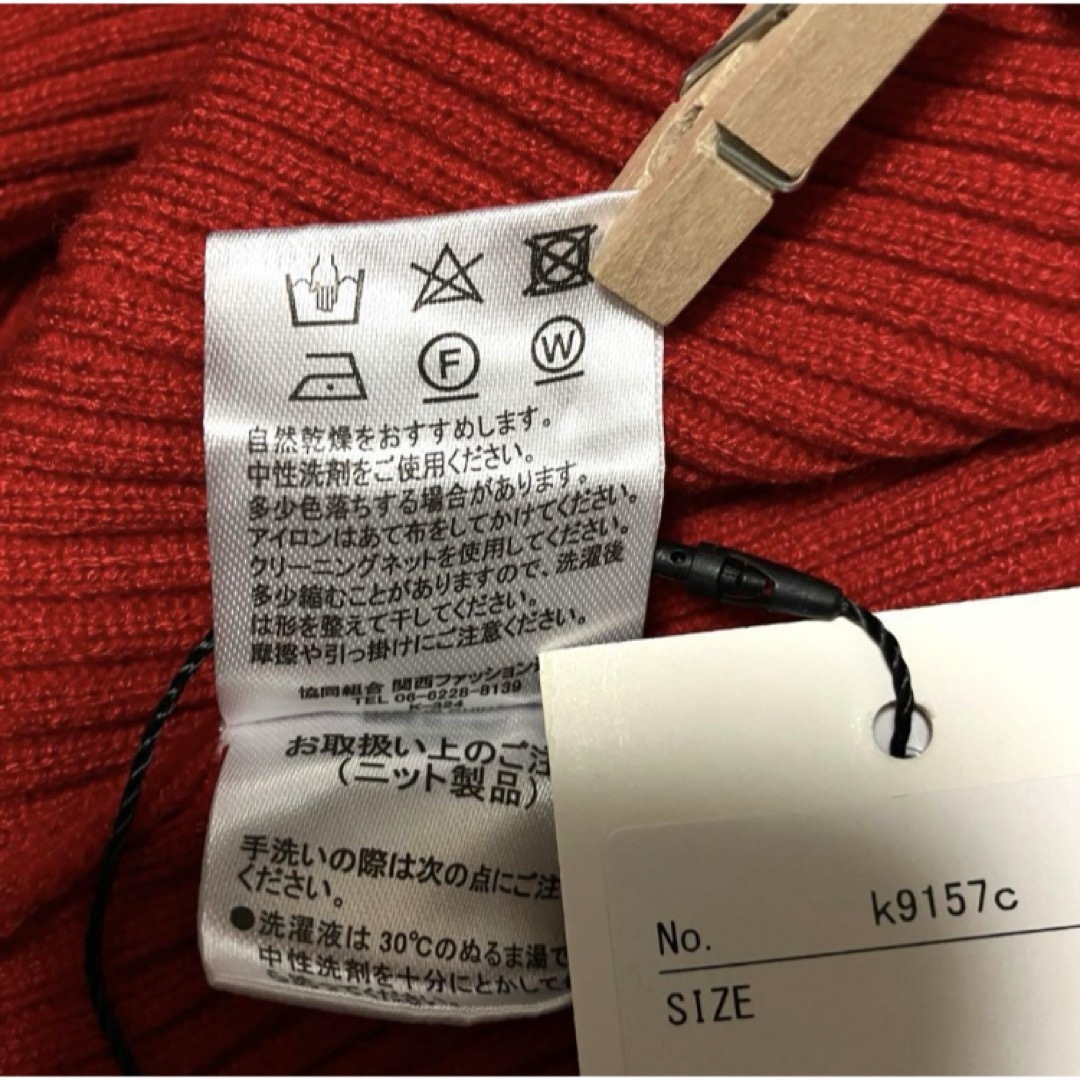 F
W
自然乾燥をおすすめします。
中性洗剤をご使用ください。
多少色落ちする場合があります。
アイロンはあて布をしてかけてください。
クリーニングネットを使用してください。
多少縮むことがありますので、洗濯後
は形を整えて干してください。
摩擦や引っ掛けにご注意ください。
協同組合 関西ファッション
TEL 06-6228-8139
K-324
お取扱い上のご注
(ニット製品)
手洗いの際は次の点にご注
ください。
●洗濯液は30℃のぬるま湯で
中性洗剤を十分にとかして
No. k9157c
SIZE